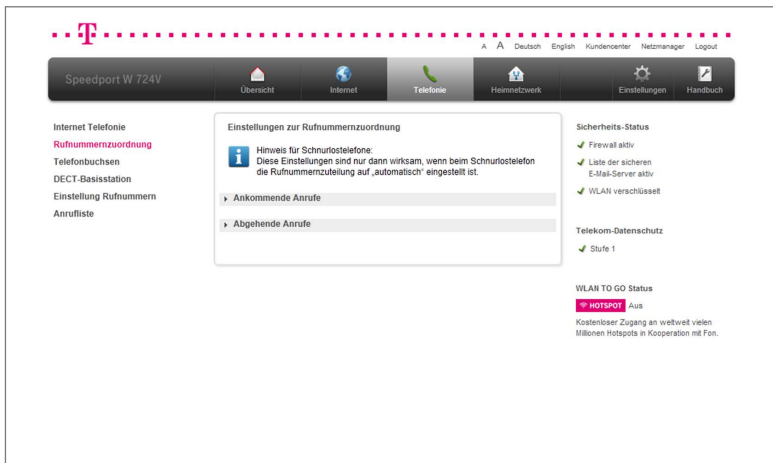 T
A A Deutsch English Kundencenter Netzmanager Logout
Speedport W 724V
Übersicht
Internet
Telefonie
Heimnetzwerk
Einstellungen
Handbuch
Internet Telefonie
Rufnummernzuordnung
Telefonbuchsen
DECT-Basisstation
Einstellung Rufnummern
Anrufliste
Einstellungen zur Rufnummernzuordnung
Hinweis für Schnurlostelefone:
Diese Einstellungen sind nur dann wirksam, wenn beim Schnurlostelefon
die Rufnummernzuteilung auf „automatisch“ eingestellt ist.
Ankommende Anrufe
Abgehende Anrufe
Sicherheits-Status
Firewall aktiv
Liste der sicheren
E-Mail-Server aktiv
WLAN verschlüsselt
Telekom-Datenschutz
Stufe 1
WLAN TO GO Status
HOTSPOT Aus
Kostenloser Zugang an weltweit vielen
Millionen Hotspots in Kooperation mit Fon.